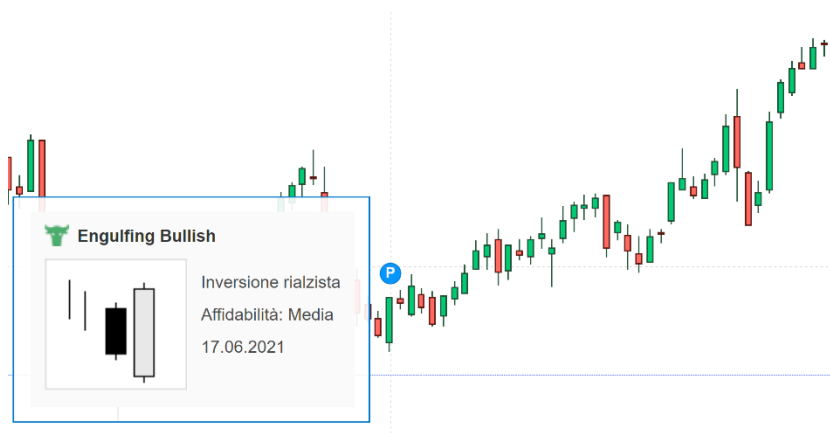 Engulfing Bullish
Inversione rialzista
Affidabilità: Media
17.06.2021
P